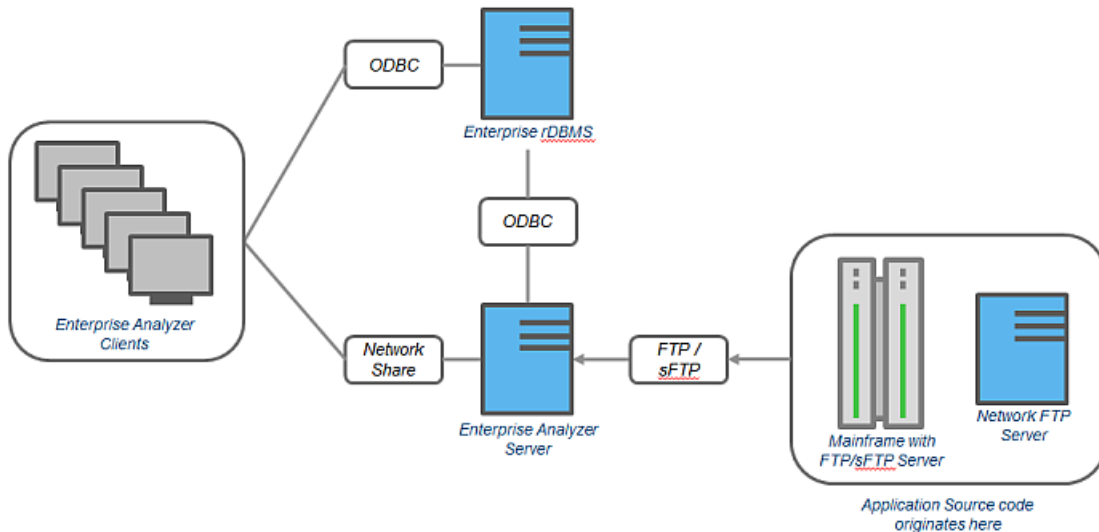 ODBC
Enterprise rDBMS
ODBC
Enterprise Analyzer
Clients
Network
Share
Enterprise Analyzer
Server
FTP /
sFTP
Mainframe with
FTP/sFTP Server
Network FTP
Server
Application Source code
originates here